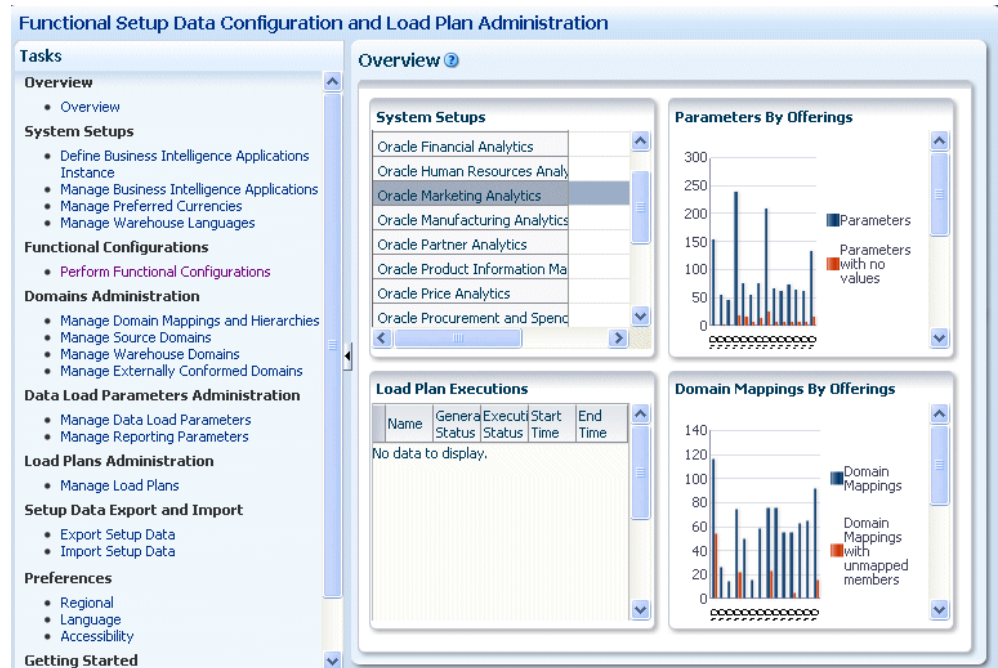 Functional Setup Data Configuration and Load Plan Administration
Tasks
Overview
Overview
System Setups
Define Business Intelligence Applications
Instance
Manage Business Intelligence Applications
Manage Preferred Currencies
Manage Warehouse Languages
Functional Configurations
Perform Functional Configurations
Domains Administration
Manage Domain Mappings and Hierarchies
Manage Source Domains
Manage Warehouse Domains
Manage Externally Conformed Domains
Data Load Parameters Administration
Manage Data Load Parameters
Manage Reporting Parameters
Load Plans Administration
Manage Load Plans
Setup Data Export and Import
Export Setup Data
Import Setup Data
Preferences
Regional
Language
Accessibility
Getting Started
Overview ?
System Setups
Oracle Financial Analytics
Oracle Human Resources Analy
Oracle Marketing Analytics
Oracle Manufacturing Analytics
Oracle Partner Analytics
Oracle Product Information Ma
Oracle Price Analytics
Oracle Procurement and Spend
Parameters By Offerings
300
250
200
150
100
50
0
Parameters
Parameters
with no
values
Load Plan Executions
Name
Genera
Status
Executi
Status
Start
Time
End
Time
No data to display.
Domain Mappings By Offerings
140
120
100
80
60
40
20
0
Domain
Mappings
Domain
Mappings
with
unmapped
members